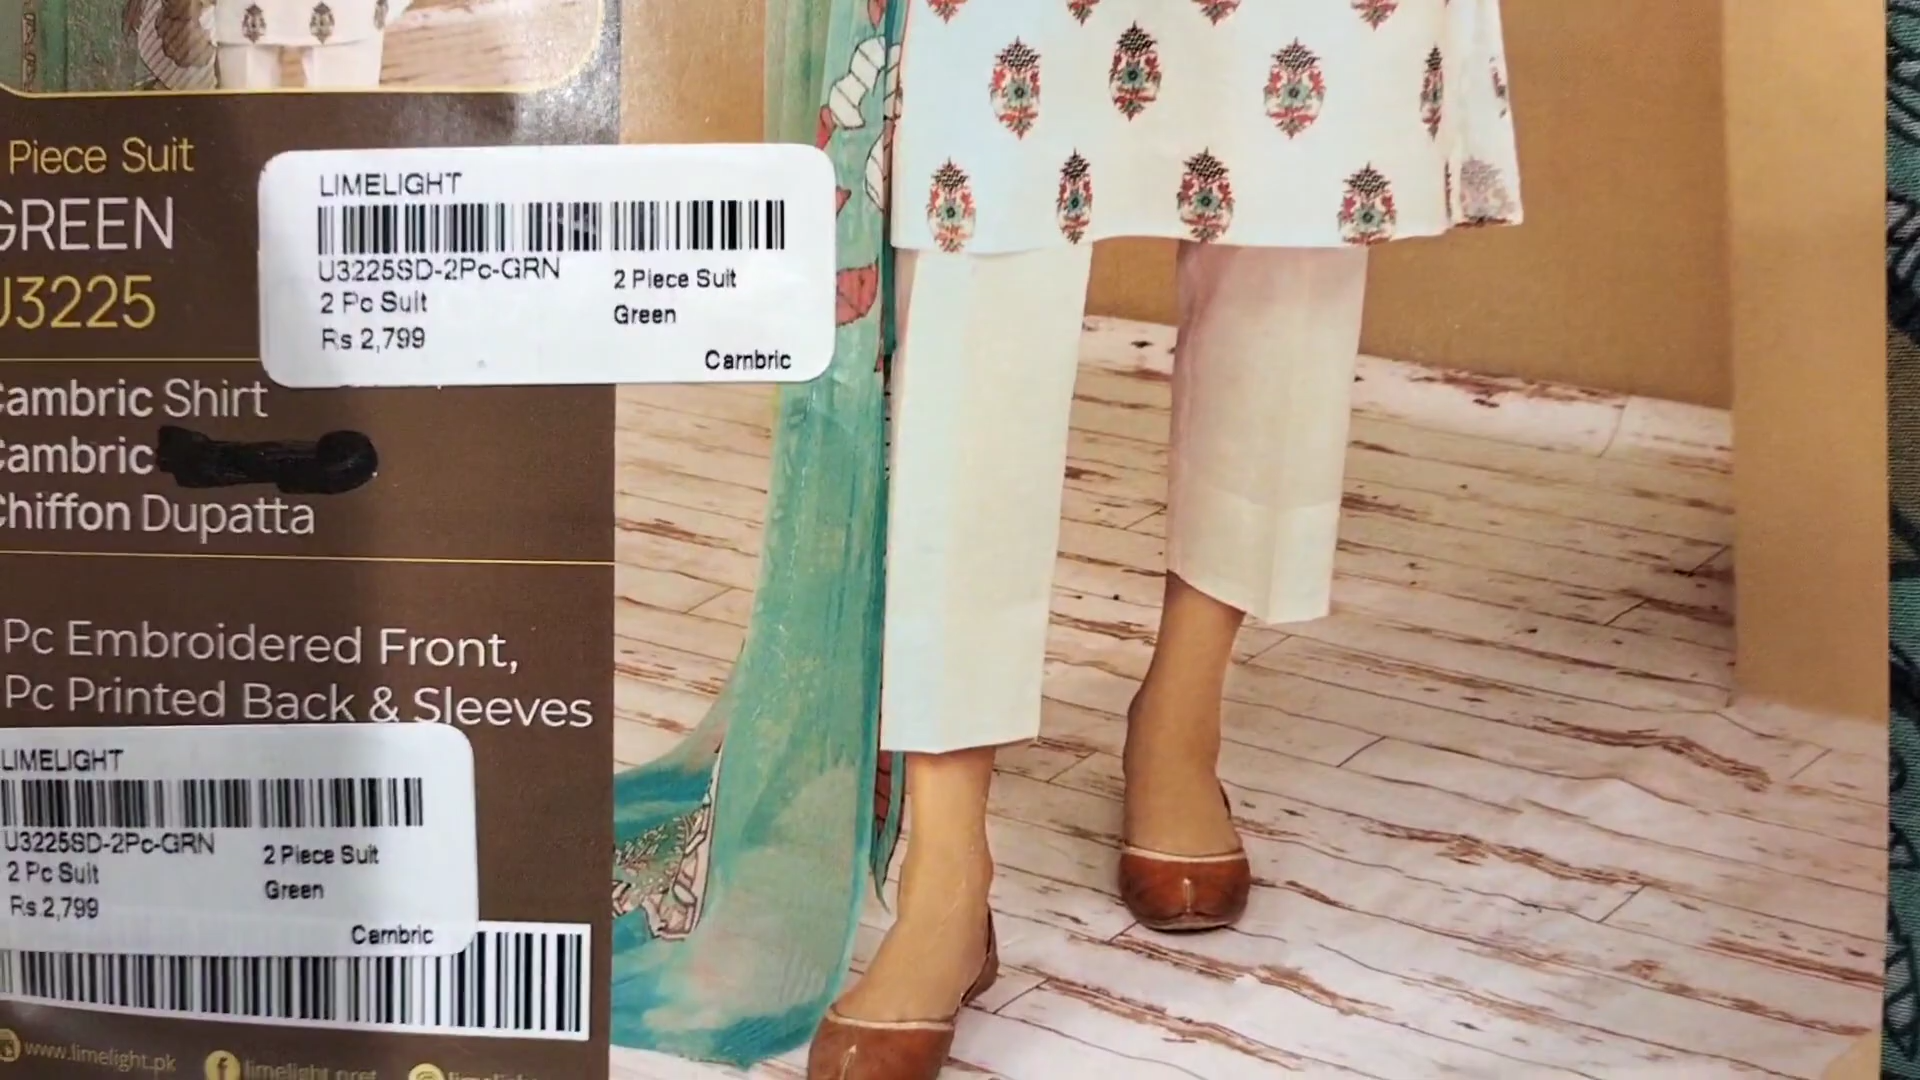 Piece Suit
GREEN
U3225
LIMELIGHT
U3225SD-2Pc-GRN
2 Piece Suit
2 Pc Suit
Green
Rs 2,799
Cambric
Cambric Shirt
Cambric
Chiffon Dupatta
Pc Embroidered Front,
Pc Printed Back & Sleeves
LIMELIGHT
U3225SD-2Pc-GRN
2 Piece Suit
2 Pc Suit
Green
Rs.2,799
Cambric
www.limelight.pk
limelight.pret